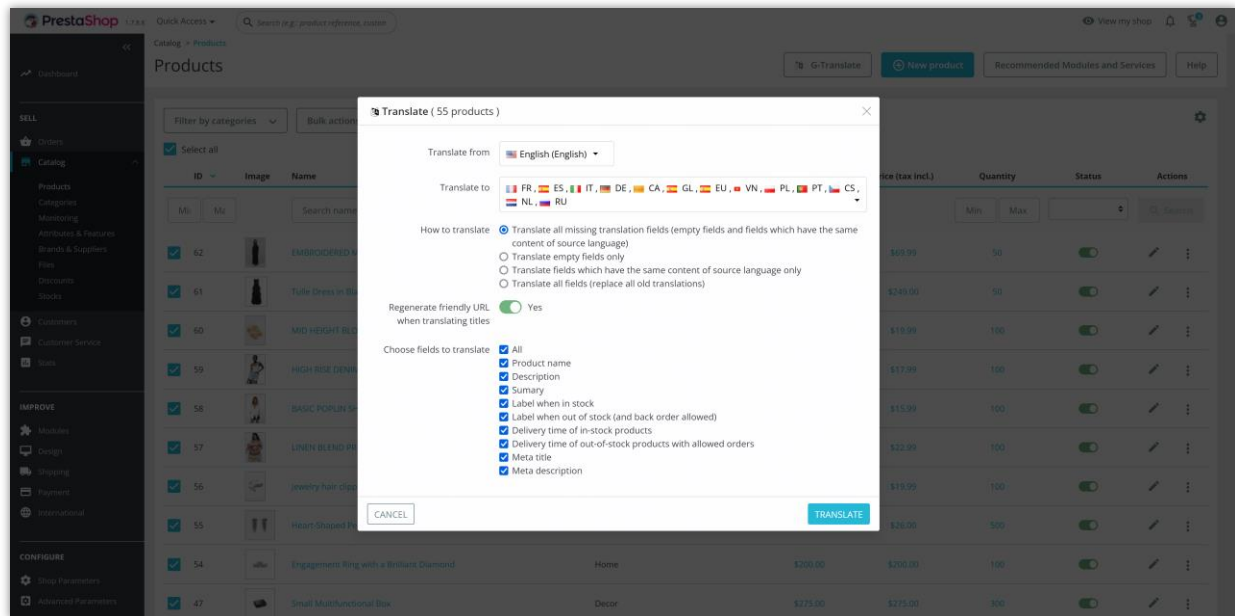 PrestaShop 1.7.8.6 Quick Access Search (e.g.: product reference, custom View my shop
Catalog > Products
Products
G-Translate New product Recommended Modules and Services Help
Dashboard
SELL
Orders
Catalog
Products
Categories
Monitoring
Attributes & Features
Brands & Suppliers
Files
Discounts
Stocks
Customers
Customer Service
Stats
IMPROVE
Modules
Design
Shipping
Payment
International
CONFIGURE
Shop Parameters
Advanced Parameters
Filter by categories Bulk action
Select all
ID Image Name rice (tax incl.) Quantity Status Actions
Search name Min Max Search
62 EMBROIDERED M $69.99 50
61 Tulle Dress In Bla $249.00 50
60 MID HEIGHT BLO $19.99 100
59 HIGH RISE DENIM $17.99 100
58 BASIC POPLIN SH $15.99 100
57 LINEN BLEND PR $22.99 100
56 Jewelry hair clipp $19.99 100
55 Heart-Shaped Pe $26.00 500
54 Engagement Ring with a Brilliant Diamond Home $200.00 $200.00 100
47 Small Multifunctional Box Decor $275.00 $275.00 300
Translate ( 55 products )
Translate from English (English)
Translate to FR , ES , IT , DE , CA , GL , EU , VN , PL , PT , CS ,
NL , RU
How to translate Translate all missing translation fields (empty fields and fields which have the same
content of source language)
Translate empty fields only
Translate fields which have the same content of source language only
Translate all fields (replace all old translations)
Regenerate friendly URL Yes
when translating titles
Choose fields to translate All
Product name
Description
Sumary
Label when in stock
Label when out of stock (and back order allowed)
Delivery time of in-stock products
Delivery time of out-of-stock products with allowed orders
Meta title
Meta description
CANCEL TRANSLATE